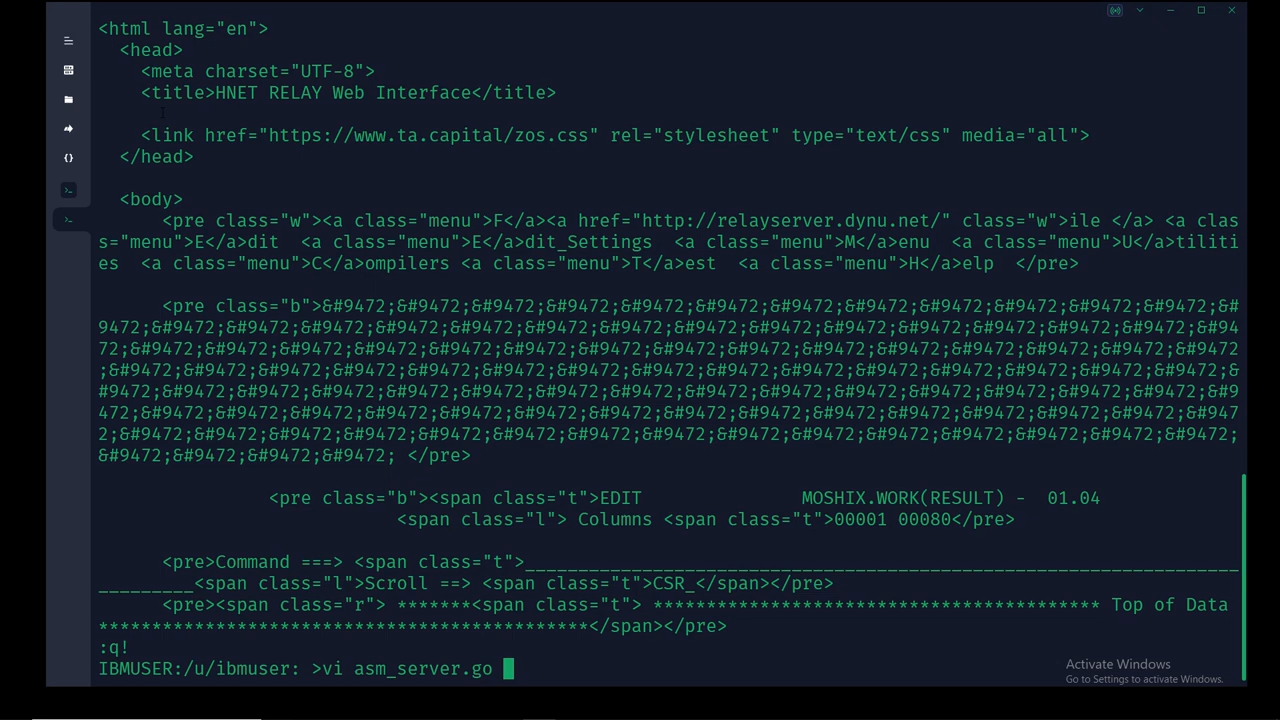 <html lang="en">
<head>
<meta charset="UTF-8">
<title>HNET RELAY Web Interface</title>
<link href="https://www.ta.capital/zos.css" rel="stylesheet" type="text/css" media="all">
</head>
<body>
<pre class="w"><a class="menu">F</a><a href="http://relayserver.dynu.net/" class="w">ile </a> <a clas
s="menu">E</a>dit  <a class="menu">E</a>dit_Settings  <a class="menu">M</a>enu  <a class="menu">U</a>tiliti
es  <a class="menu">C</a>ompilers <a class="menu">T</a>est  <a class="menu">H</a>elp  </pre>
<pre class="b">&#9472;&#9472;&#9472;&#9472;&#9472;&#9472;&#9472;&#9472;&#9472;&#9472;&#9472;&#9472;&#
9472;&#9472;&#9472;&#9472;&#9472;&#9472;&#9472;&#9472;&#9472;&#9472;&#9472;&#9472;&#9472;&#9472;&#9472;&#94
72;&#9472;&#9472;&#9472;&#9472;&#9472;&#9472;&#9472;&#9472;&#9472;&#9472;&#9472;&#9472;&#9472;&#9472;&#9472
;&#9472;&#9472;&#9472;&#9472;&#9472;&#9472;&#9472;&#9472;&#9472;&#9472;&#9472;&#9472;&#9472;&#9472;&#9472;&
#9472;&#9472;&#9472;&#9472;&#9472;&#9472;&#9472;&#9472;&#9472;&#9472;&#9472;&#9472;&#9472;&#9472;&#9472;&#9
472;&#9472;&#9472;&#9472;&#9472;&#9472;&#9472;&#9472;&#9472;&#9472;&#9472;&#9472;&#9472;&#9472;&#9472;&#947
2;&#9472;&#9472;&#9472;&#9472;&#9472;&#9472;&#9472;&#9472;&#9472;&#9472;&#9472;&#9472;&#9472;&#9472;&#9472;
&#9472;&#9472;&#9472;&#9472; </pre>
<pre class="b"><span class="t">EDIT               MOSHIX.WORK(RESULT) -  01.04
<span class="l"> Columns <span class="t">00001 00080</pre>
<pre>Command ===> <span class="t">___________________________________________________________________
_________<span class="l">Scroll ==> <span class="t">CSR_</span></pre>
<pre><span class="r"> *******<span class="t"> ****************************************** Top of Data
**********************************************</span></pre>
:q!
IBMUSER:/u/ibmuser: >vi asm_server.go
Activate Windows
Go to Settings to activate Windows.